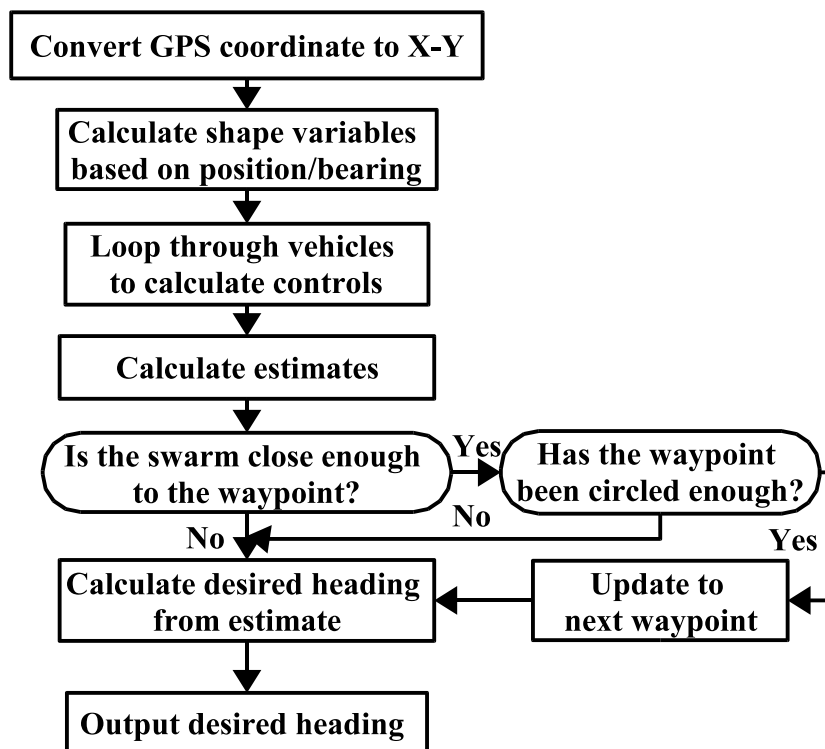 Convert GPS coordinate to X-Y
Calculate shape variables
based on position/bearing
Loop through vehicles
to calculate controls
Calculate estimates
Is the swarm close enough
to the waypoint?
Yes
Has the waypoint
been circled enough?
No
No
Yes
Calculate desired heading
from estimate
Update to
next waypoint
Output desired heading